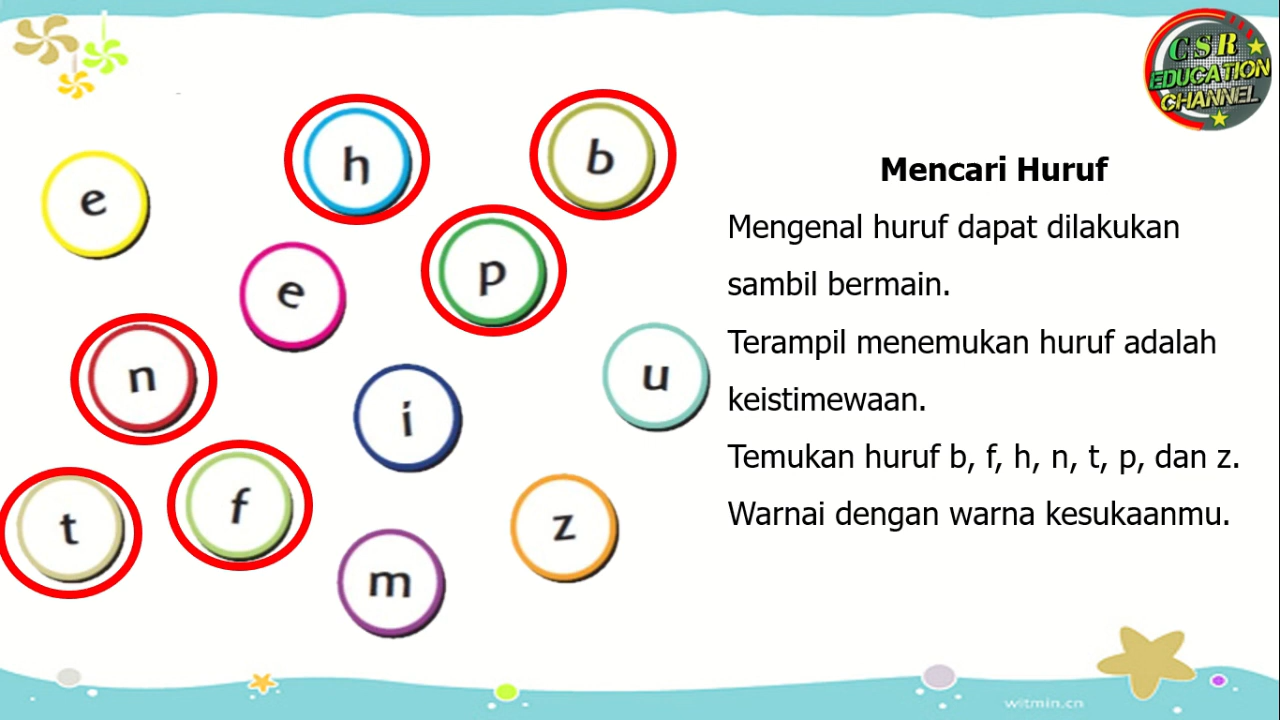 CSR
EDUCATION
CHANNEL
h
b
e
p
e
n
i
u
t
f
z
m
Mencari Huruf
Mengenal huruf dapat dilakukan
sambil bermain.
Terampil menemukan huruf adalah
keistimewaan.
Temukan huruf b, f, h, n, t, p, dan z.
Warnai dengan warna kesukaanmu.
witmin.cn